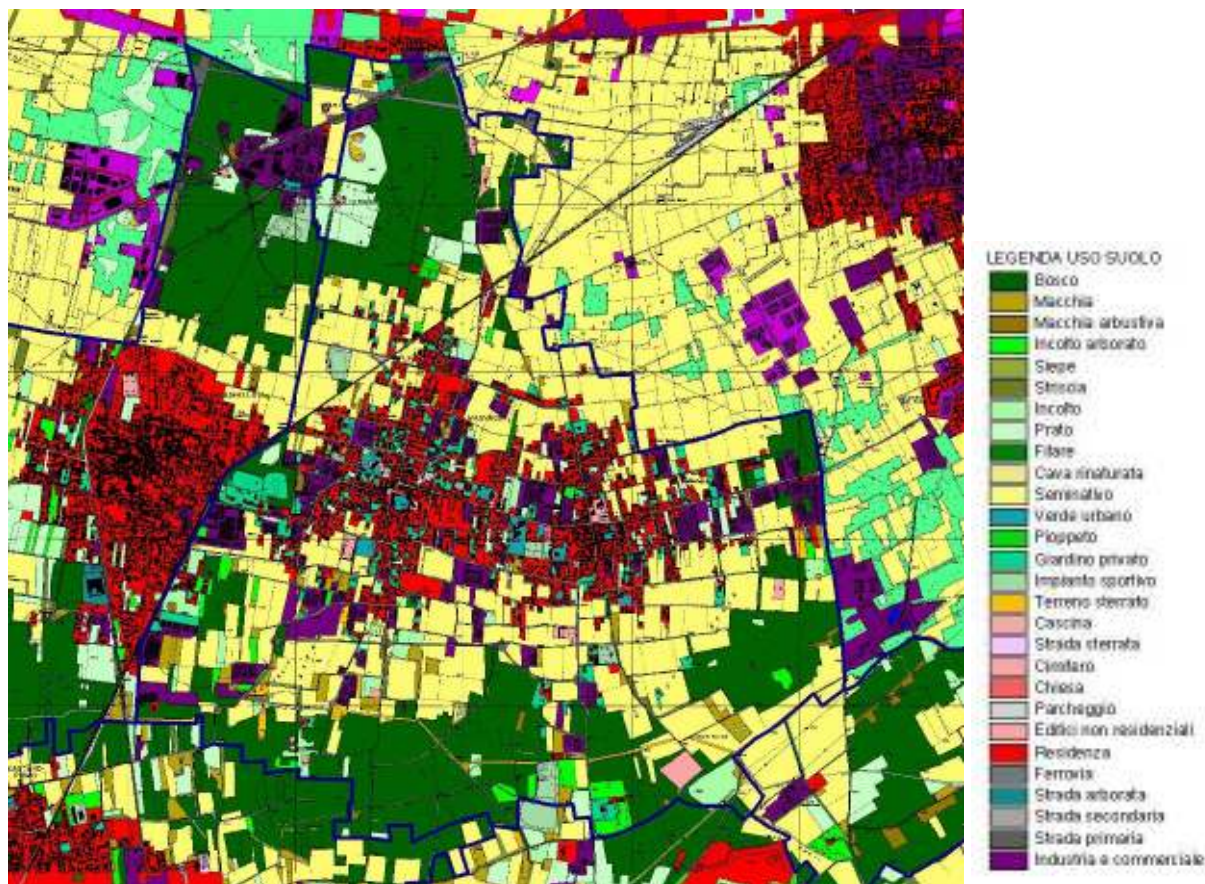 LEGENDA USO SUOLO
Bosco
Macchia
Macchia arbustiva
Incolto arborato
Siepe
Striscia
Incolto
Prato
Filare
Cava rinaturata
Seminativo
Verde urbano
Pioppeto
Giardino privato
Impianto sportivo
Terreno sterrato
Cascina
Strada sterrata
Cimitero
Chiesa
Parcheggio
Edifici non residenziali
Residenza
Ferrovia
Strada arborata
Strada secondaria
Strada primaria
Industria e commerciale